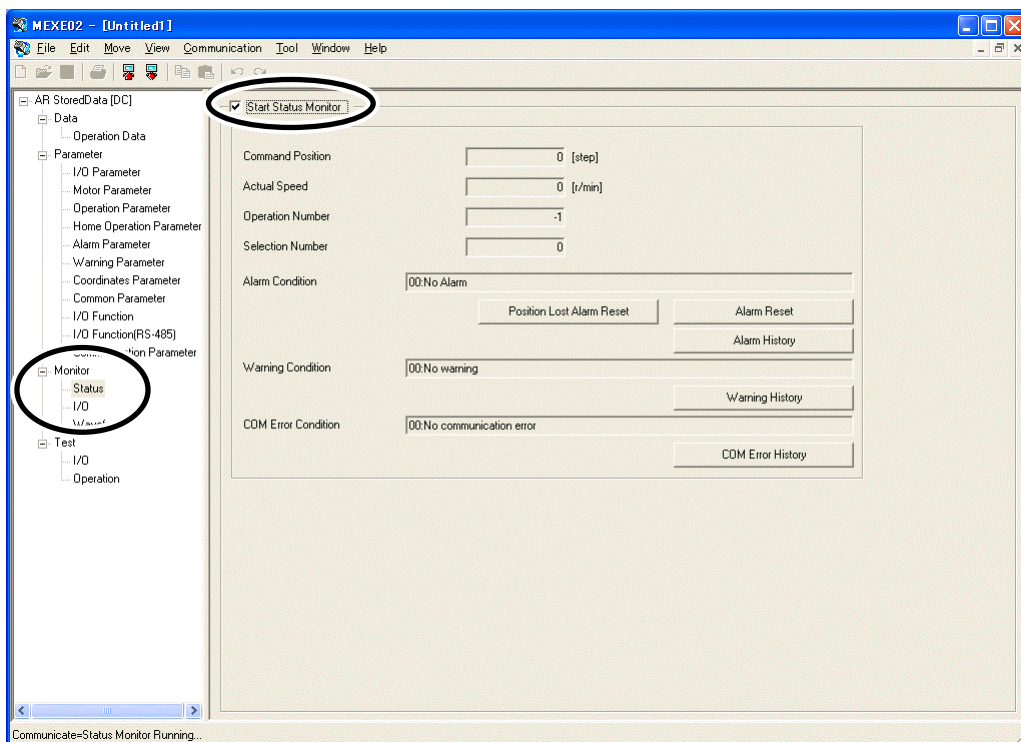 MEXE02 - [Untitled1]
File Edit Move View Communication Tool Window Help
AR StoredData [DC]
Data
Operation Data
Parameter
I/O Parameter
Motor Parameter
Operation Parameter
Home Operation Parameter
Alarm Parameter
Warning Parameter
Coordinates Parameter
Common Parameter
I/O Function
I/O Function(RS-485)
Parameter
Monitor
Status
I/O
Test
I/O
Operation
Start Status Monitor
Command Position 0 [step]
Actual Speed 0 [r/min]
Operation Number -1
Selection Number 0
Alarm Condition 00:No Alarm
Position Lost Alarm Reset Alarm Reset
Alarm History
Warning Condition 00:No warning
Warning History
COM Error Condition 00:No communication error
COM Error History
Communicate=Status Monitor Running...